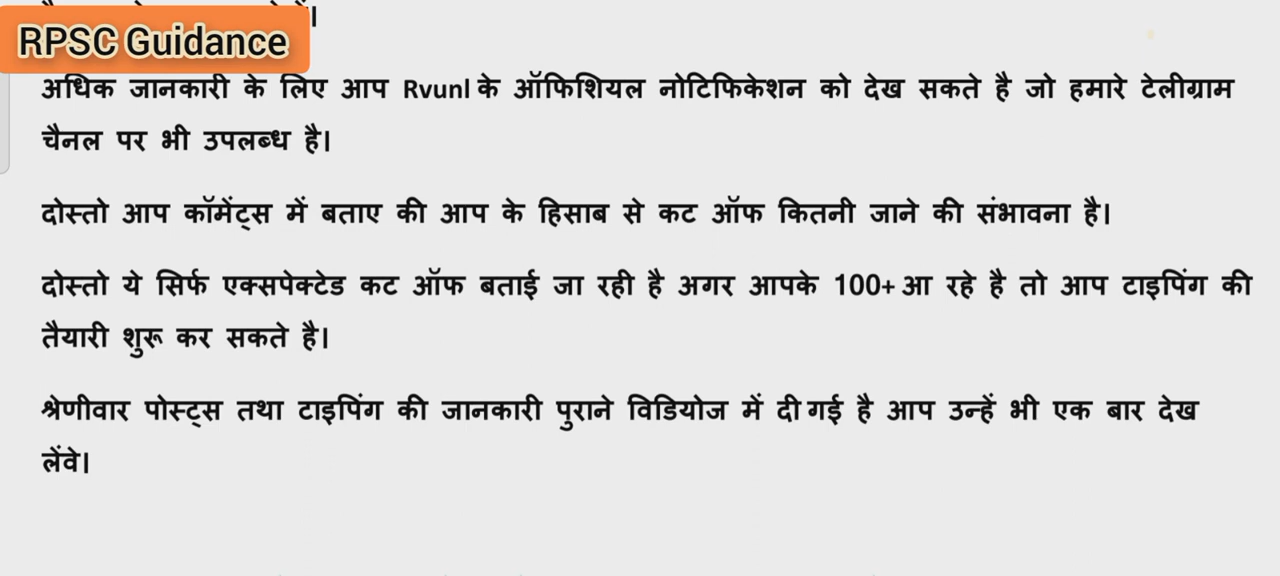 RPSC Guidance
अधिक जानकारी के लिए आप Rvunl के ऑफिशियल नोटिफिकेशन को देख सकते है जो हमारे टेलीग्राम
चैनल पर भी उपलब्ध है।
दोस्तो आप कॉमेंट्स में बताए की आप के हिसाब से कट ऑफ कितनी जाने की संभावना है।
दोस्तो ये सिर्फ एक्सपेक्टेड कट ऑफ बताई जा रही है अगर आपके 100+ आ रहे है तो आप टाइपिंग की
तैयारी शुरू कर सकते है।
श्रेणीवार पोस्ट्स तथा टाइपिंग की जानकारी पुराने विडियोज में दी गई है आप उन्हें भी एक बार देख
लेंवे।